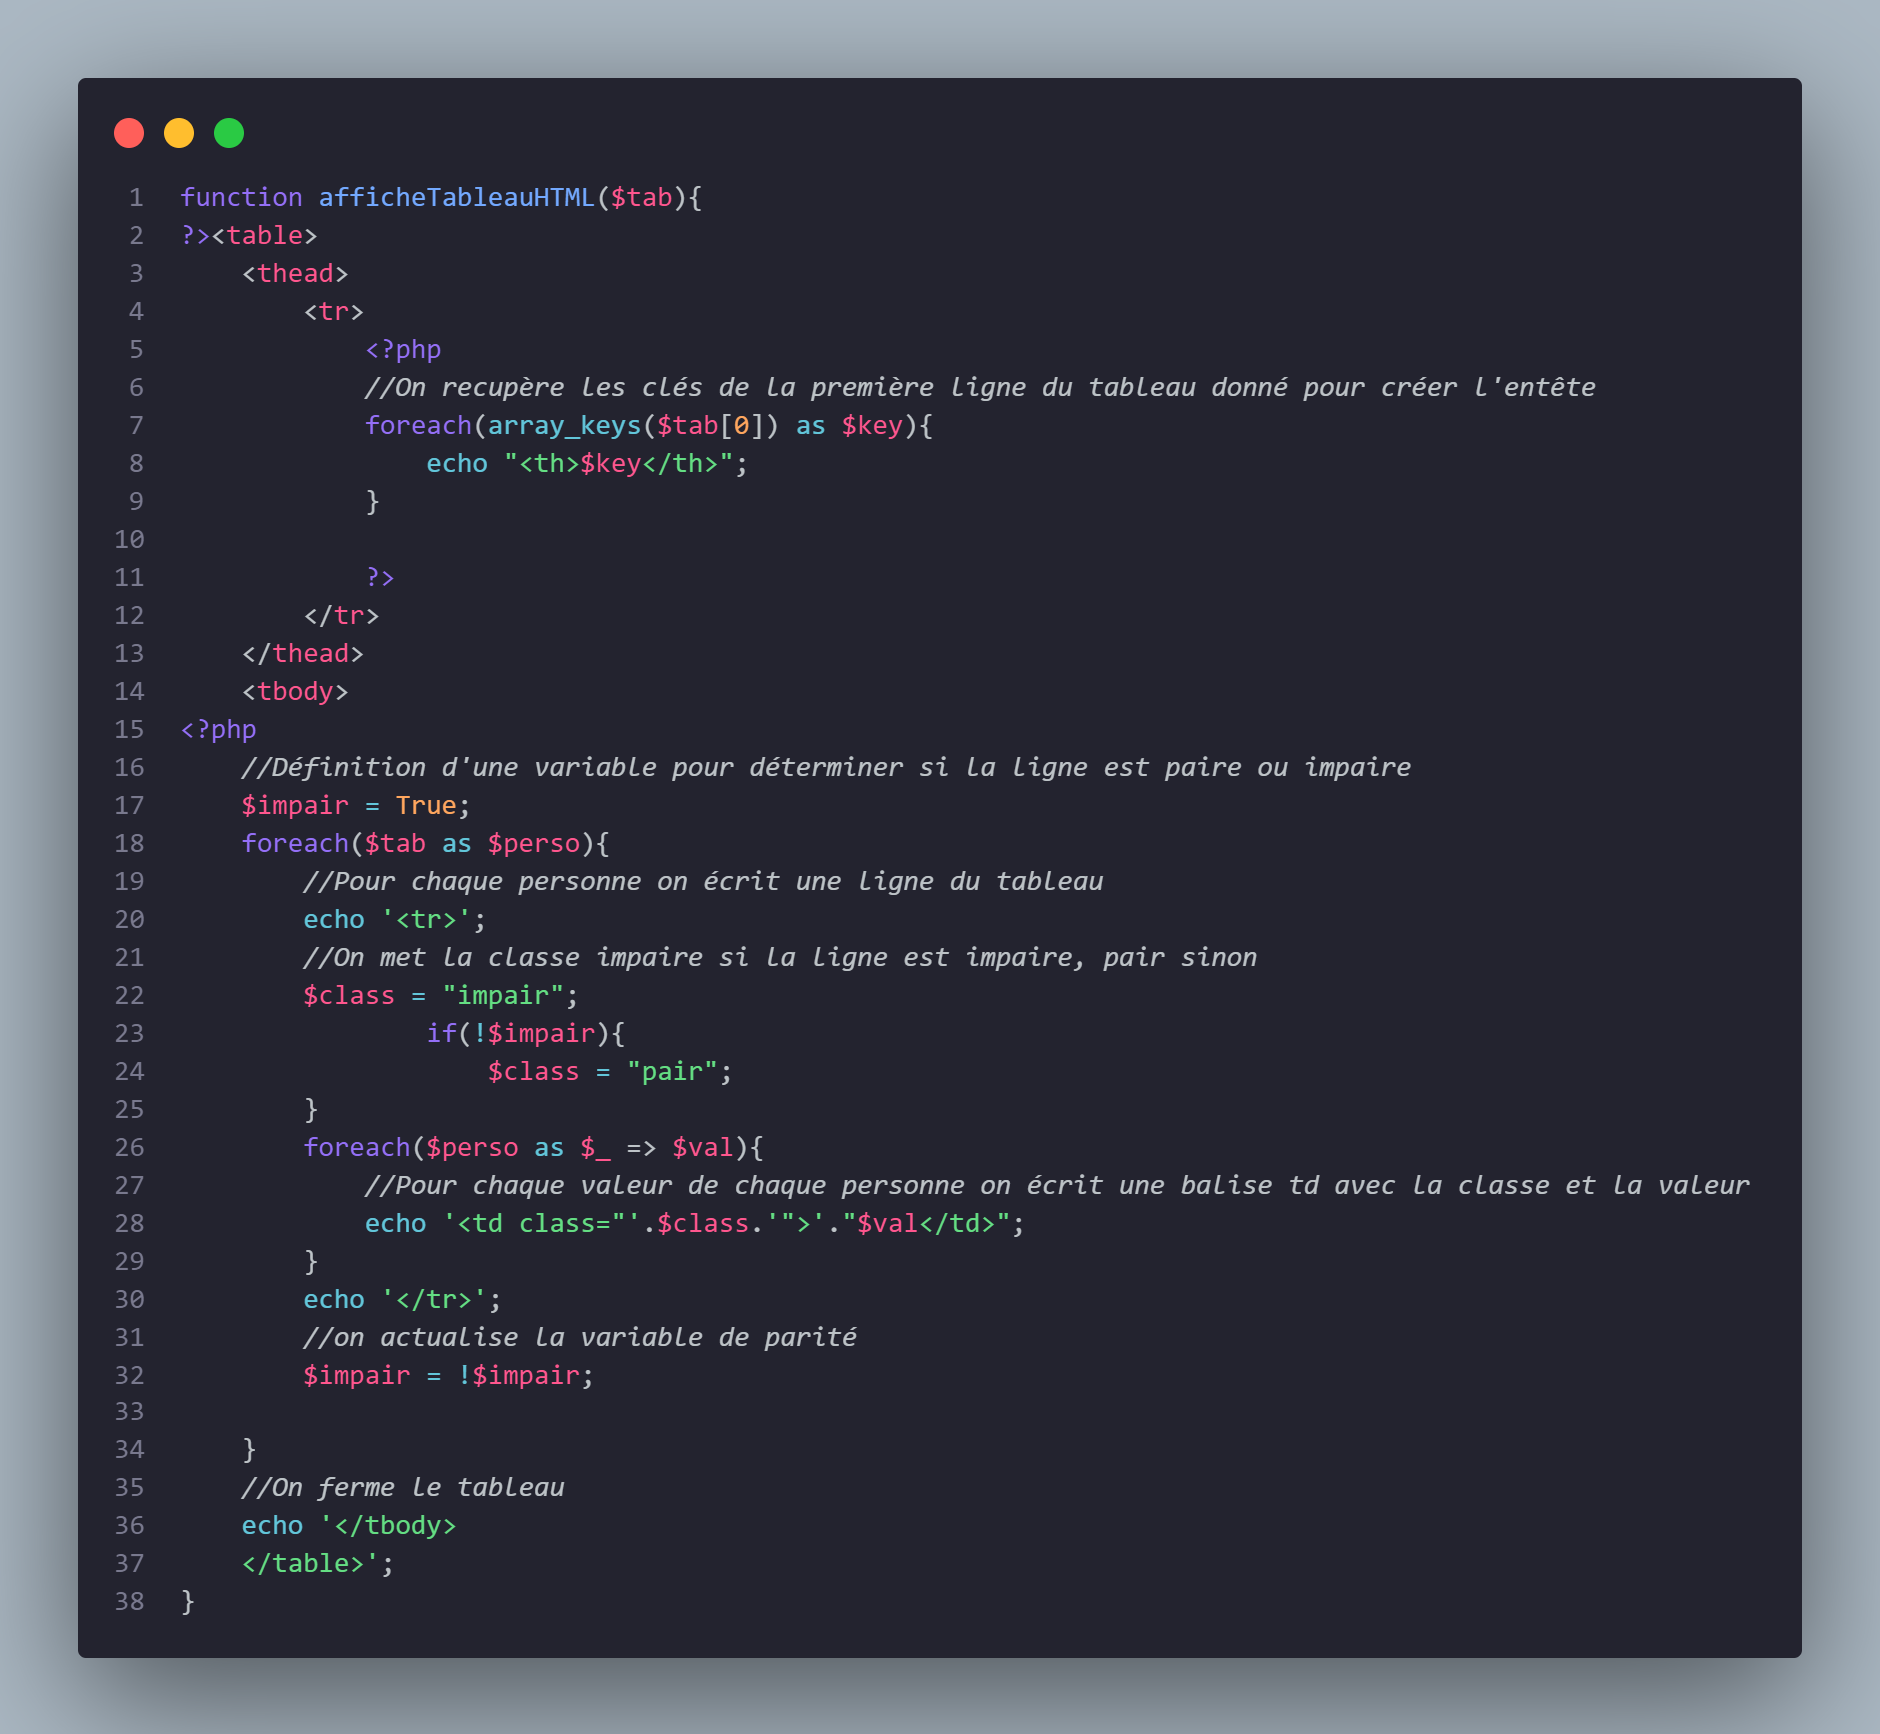 1 function afficheTableauHTML($tab){
2 ?><table>
3     <thead>
4         <tr>
5             <?php
6             //On recupère les clés de la première ligne du tableau donné pour créer l'entête
7             foreach(array_keys($tab[0]) as $key){
8                 echo "<th>$key</th>";
9             }
10
11             ?>
12         </tr>
13     </thead>
14     <tbody>
15 <?php
16     //Définition d'une variable pour déterminer si la ligne est paire ou impaire
17     $impair = True;
18     foreach($tab as $perso){
19         //Pour chaque personne on écrit une ligne du tableau
20         echo '<tr>';
21         //On met la classe impaire si la ligne est impaire, pair sinon
22         $class = "impair";
23                 if(!$impair){
24                     $class = "pair";
25         }
26         foreach($perso as $_ => $val){
27             //Pour chaque valeur de chaque personne on écrit une balise td avec la classe et la valeur
28             echo '<td class="'.$class.'">'."$val</td>";
29         }
30         echo '</tr>';
31         //on actualise la variable de parité
32         $impair = !$impair;
33
34     }
35     //On ferme le tableau
36     echo '</tbody>
37     </table>';
38 }